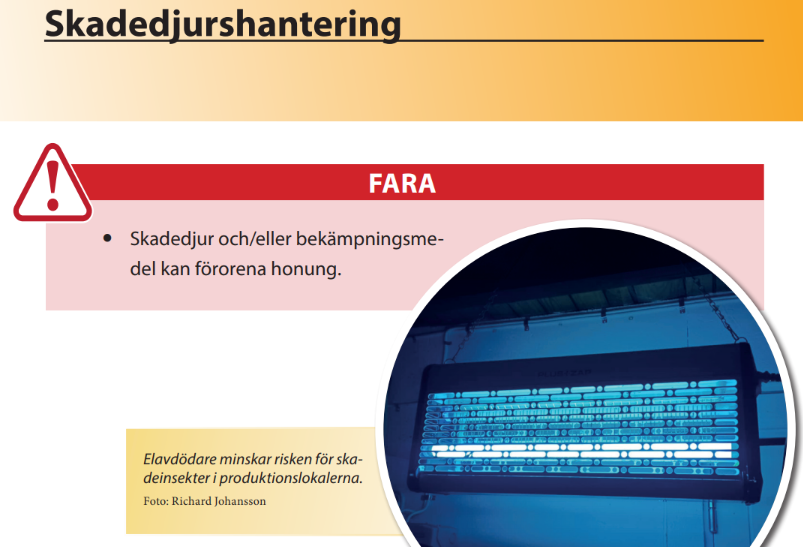 Skadedjurshantering
FARA
• Skadedjur och/eller bekämpningsme-
del kan förorena honung.
Elavdödare minskar risken för ska-
deinsekter i produktionslokalerna.
Foto: Richard Johansson